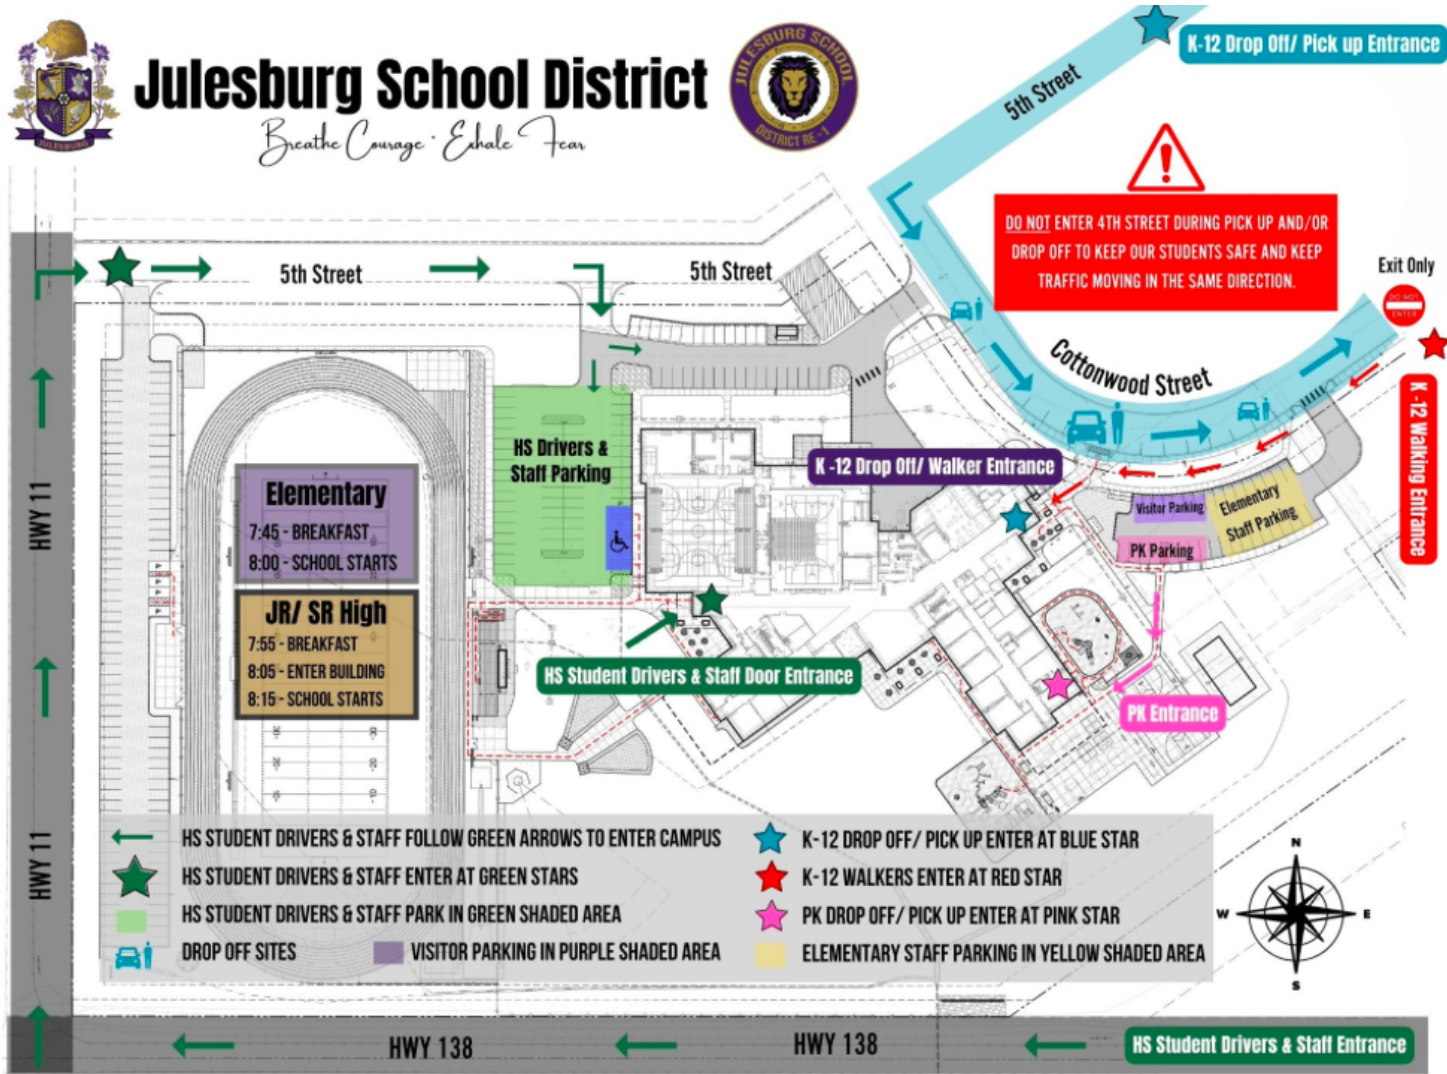 Julesburg School District
Breathe Courage · Exhale Fear
JULESBURG
JULESBURG SCHOOL
DISTRICT RE-1
K-12 Drop Off/ Pick up Entrance
5th Street
DO NOT ENTER 4TH STREET DURING PICK UP AND/OR
DROP OFF TO KEEP OUR STUDENTS SAFE AND KEEP
TRAFFIC MOVING IN THE SAME DIRECTION.
Exit Only
DO NOT
ENTER
5th Street
5th Street
Cottonwood Street
K-12 Walking Entrance
HWY 11
HS Drivers &
Staff Parking
K -12 Drop Off/ Walker Entrance
Visitor Parking
Elementary
Staff Parking
PK Parking
Elementary
7:45 - BREAKFAST
8:00 - SCHOOL STARTS
JR/ SR High
7:55 - BREAKFAST
8:05 - ENTER BUILDING
8:15 - SCHOOL STARTS
HS Student Drivers & Staff Door Entrance
PK Entrance
HWY 11
HS STUDENT DRIVERS & STAFF FOLLOW GREEN ARROWS TO ENTER CAMPUS
HS STUDENT DRIVERS & STAFF ENTER AT GREEN STARS
HS STUDENT DRIVERS & STAFF PARK IN GREEN SHADED AREA
DROP OFF SITES
VISITOR PARKING IN PURPLE SHADED AREA
K-12 DROP OFF/ PICK UP ENTER AT BLUE STAR
K-12 WALKERS ENTER AT RED STAR
PK DROP OFF/ PICK UP ENTER AT PINK STAR
ELEMENTARY STAFF PARKING IN YELLOW SHADED AREA
N
W
E
S
HWY 138
HWY 138
HS Student Drivers & Staff Entrance